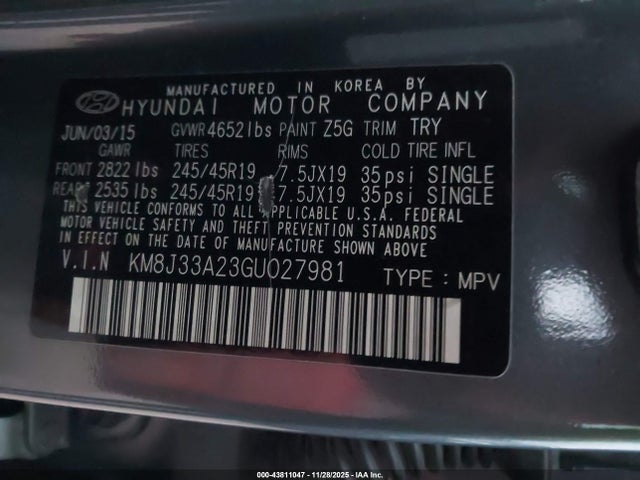 MANUFACTURED IN KOREA BY
HYUNDAI MOTOR COMPANY
JUN/03/15 GVWR 4652lbs PAINT Z5G TRIM TRY
GAWR TIRES RIMS COLD TIRE INFL
FRONT 2822 lbs 245/45R19 7.5JX19 35psi SINGLE
REAR 2535 lbs 245/45R19 7.5JX19 35psi SINGLE
THIS VEHICLE CONFORMS TO ALL APPLICABLE U.S.A. FEDERAL
MOTOR VEHICLE SAFETY AND THEFT PREVENTION STANDARDS
IN EFFECT ON THE DATE OF MANUFACTURE SHOWN ABOVE
V.I.N KM8J33A23GU027981 TYPE : MPV
000-43811047 - 11/28/2025 - IAA Inc.